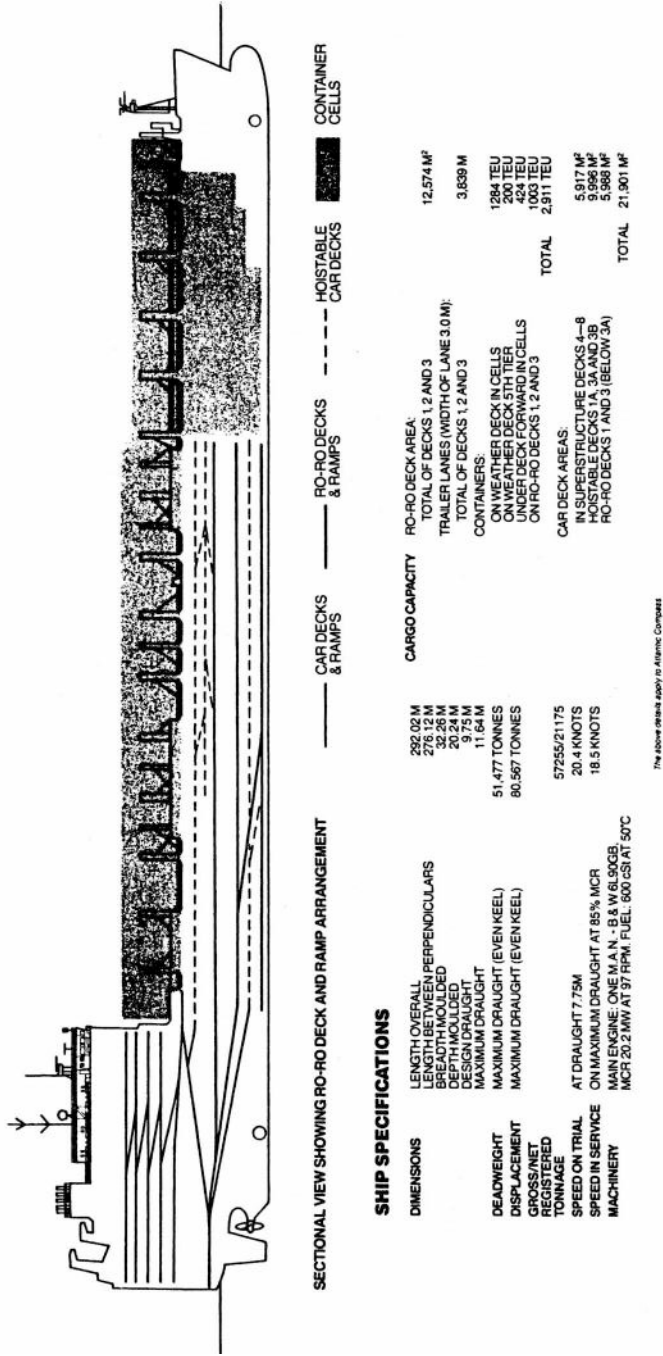 SECTIONAL VIEW SHOWING RO-RO DECK AND RAMP ARRANGEMENT
CAR DECKS
& RAMPS
RO-RO DECKS
& RAMPS
HOISTABLE
CAR DECKS
CONTAINER
CELLS
SHIP SPECIFICATIONS
DIMENSIONS LENGTH OVERALL 292.02 M
LENGTH BETWEEN PERPENDICULARS 276.12 M
BREADTH MOULDED 32.26 M
DEPTH MOULDED 20.24 M
DESIGN DRAUGHT 9.75 M
MAXIMUM DRAUGHT 11.64 M
DEADWEIGHT MAXIMUM DRAUGHT (EVEN KEEL) 51,477 TONNES
DISPLACEMENT MAXIMUM DRAUGHT (EVEN KEEL) 80,567 TONNES
GROSS/NET
REGISTERED
TONNAGE 57255/21175
SPEED ON TRIAL AT DRAUGHT 7.75M 20.4 KNOTS
SPEED IN SERVICE ON MAXIMUM DRAUGHT AT 85% MCR 18.5 KNOTS
MACHINERY MAIN ENGINE: ONE M.A.N. - B & W 6L90GB,
MCR 20.2 MW AT 97 RPM. FUEL: 600 cSt AT 50°C
CARGO CAPACITY RO-RO DECK AREA:
TOTAL OF DECKS 1, 2 AND 3 12,574 M²
TRAILER LANES (WIDTH OF LANE 3.0 M):
TOTAL OF DECKS 1, 2 AND 3 3,839 M
CONTAINERS:
ON WEATHER DECK IN CELLS 1284 TEU
ON WEATHER DECK 5TH TIER 200 TEU
UNDER DECK FORWARD IN CELLS 424 TEU
ON RO-RO DECKS 1, 2 AND 3 1003 TEU
TOTAL 2,911 TEU
CAR DECK AREAS:
IN SUPERSTRUCTURE DECKS 4–8 5,917 M²
HOISTABLE DECKS 1A, 3A AND 3B 9,996 M²
RO-RO DECKS 1 AND 3 (BELOW 3A) 5,988 M²
TOTAL 21,901 M²
The above details apply to Atlantic Compass